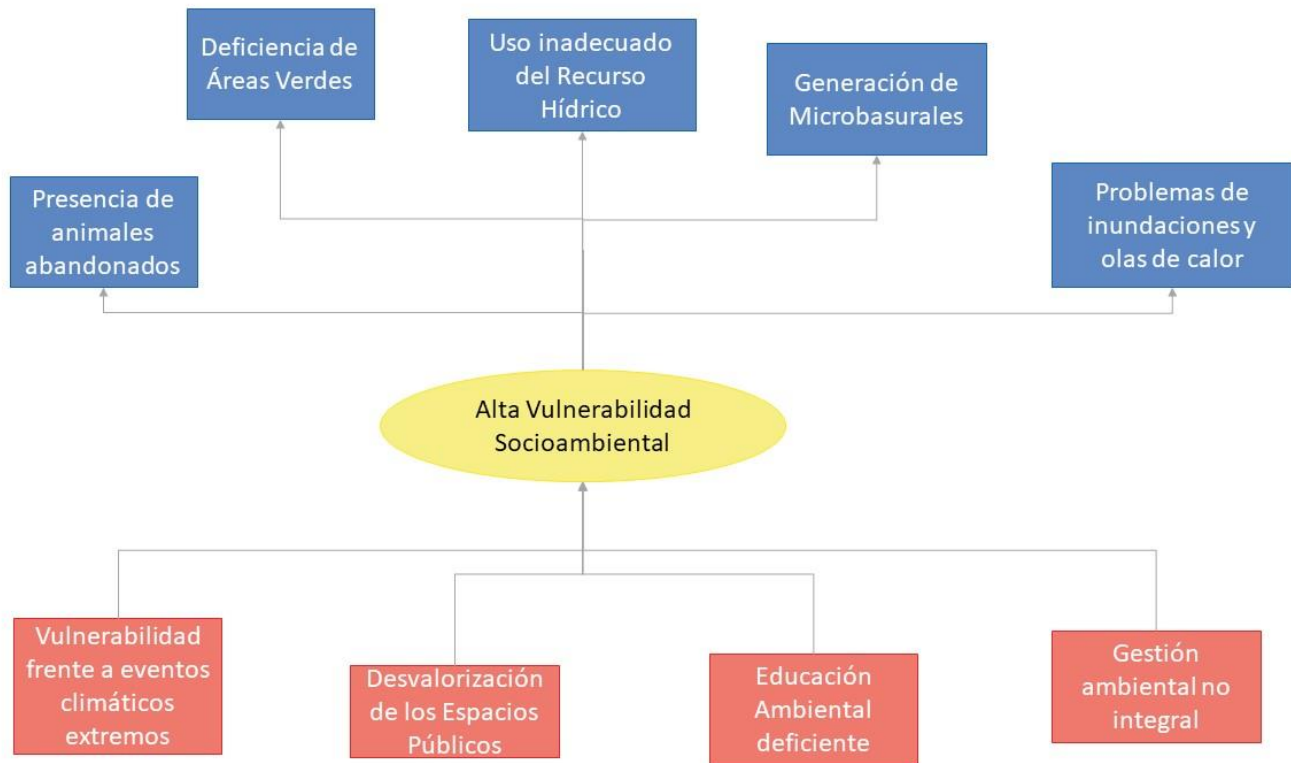 Deficiencia de
Áreas Verdes
Uso inadecuado
del Recurso
Hídrico
Generación de
Microbasurales
Presencia de
animales
abandonados
Problemas de
inundaciones y
olas de calor
Alta Vulnerabilidad
Socioambiental
Vulnerabilidad
frente a eventos
climáticos
extremos
Desvalorización
de los Espacios
Públicos
Educación
Ambiental
deficiente
Gestión
ambiental no
integral